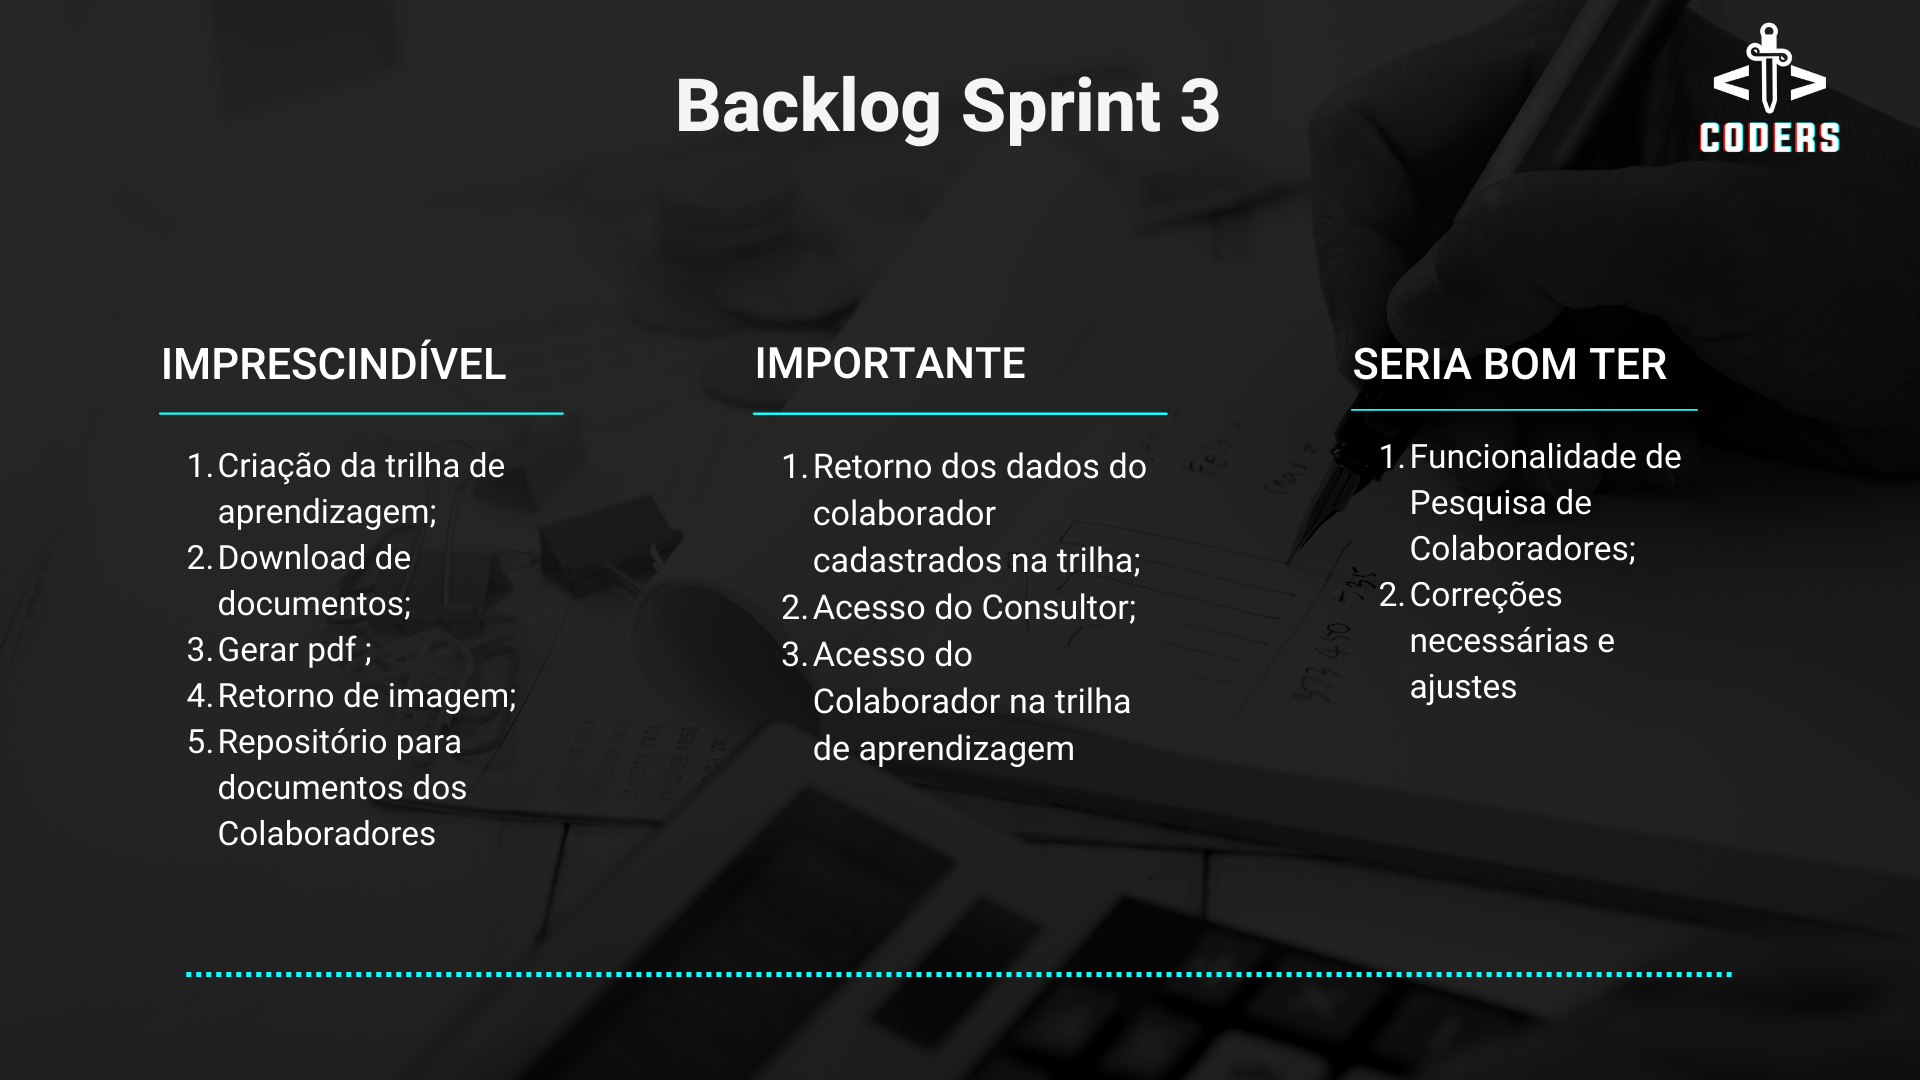 Backlog Sprint 3
CODERS
IMPRESCINDÍVEL
1. Criação da trilha de
aprendizagem;
2. Download de
documentos;
3. Gerar pdf ;
4. Retorno de imagem;
5. Repositório para
documentos dos
Colaboradores
IMPORTANTE
1. Retorno dos dados do
colaborador
cadastrados na trilha;
2. Acesso do Consultor;
3. Acesso do
Colaborador na trilha
de aprendizagem
SERIA BOM TER
1. Funcionalidade de
Pesquisa de
Colaboradores;
2. Correções
necessárias e
ajustes